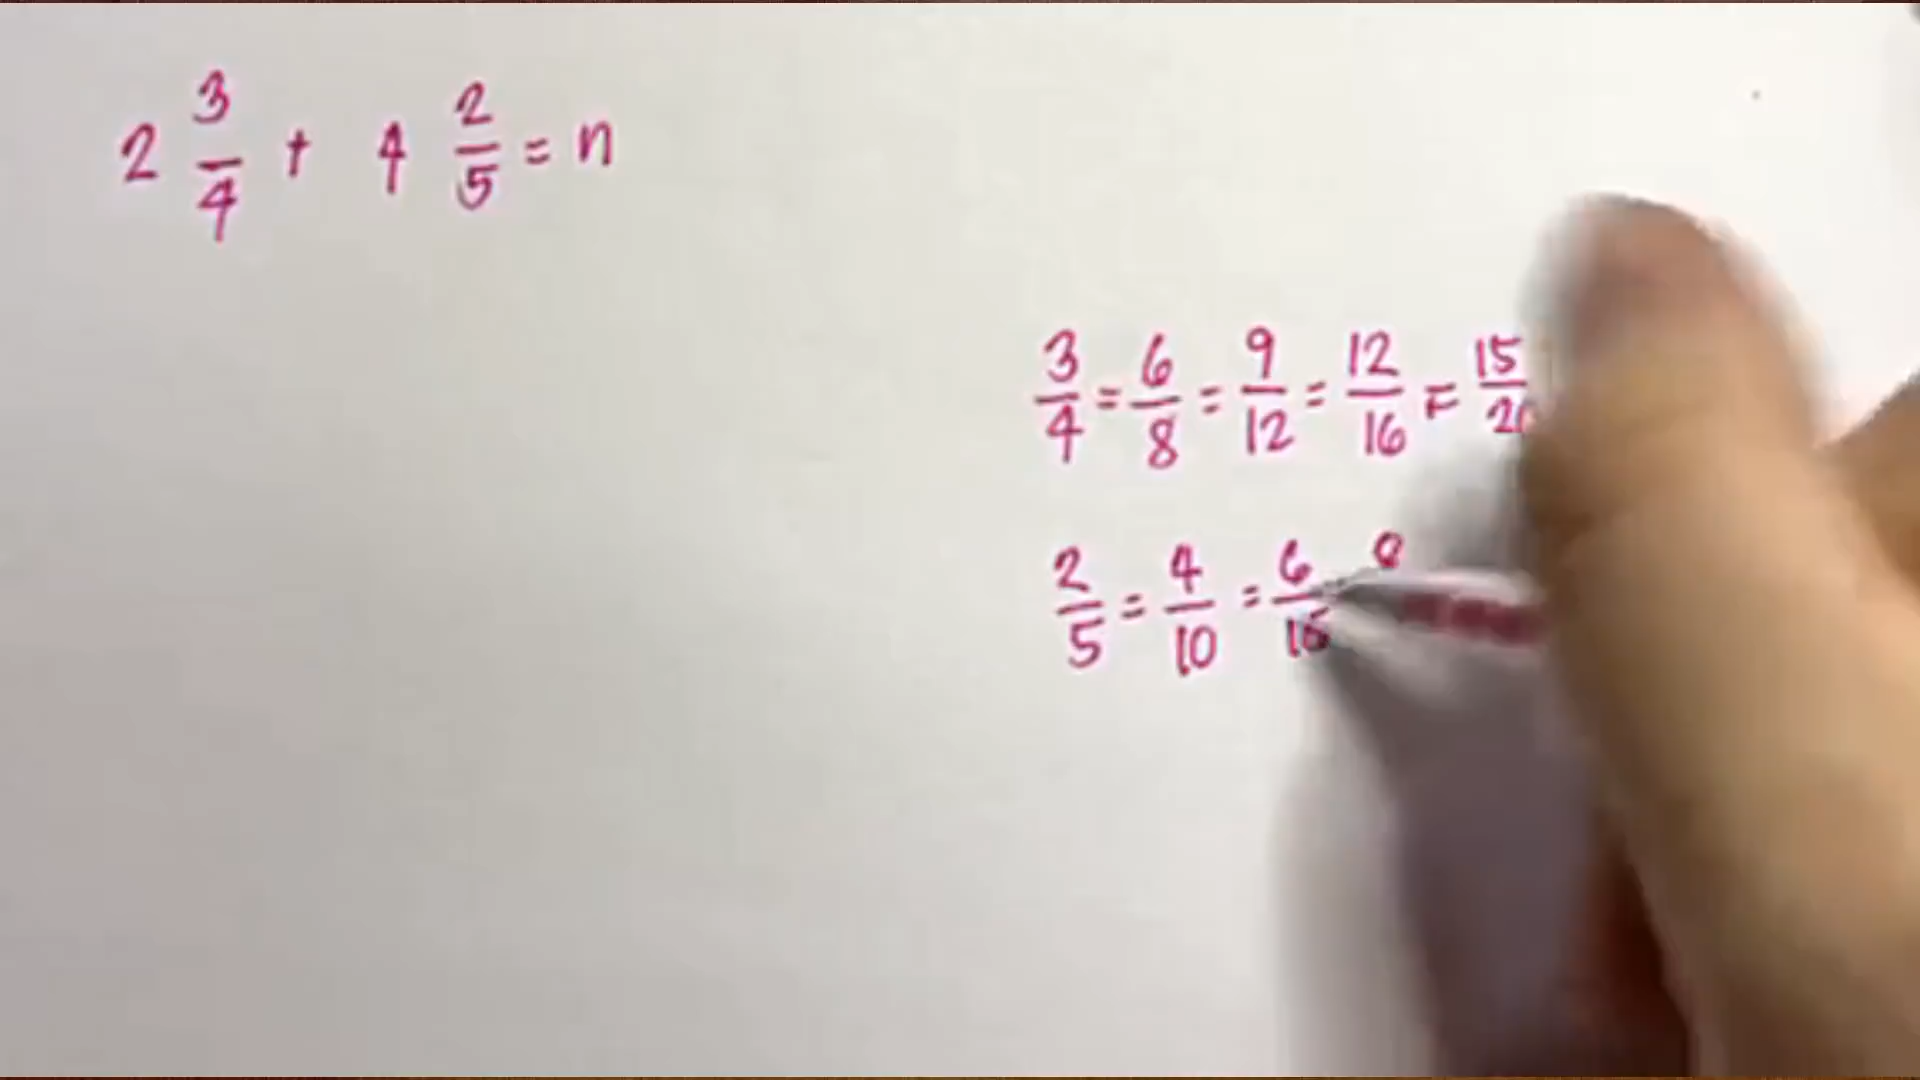 2 3/4 + 4 2/5 = n
3/4 = 6/8 = 9/12 = 12/16 = 15/20
2/5 = 4/10 = 6/15 8